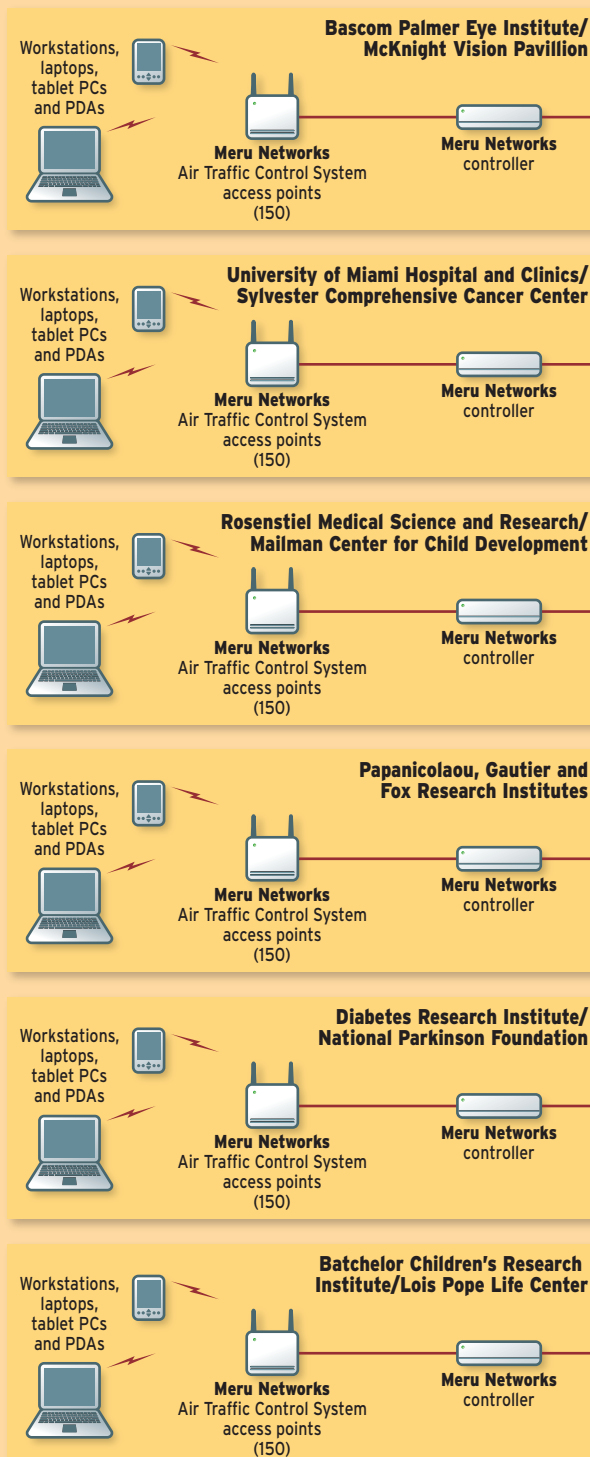 Bascom Palmer Eye Institute/
McKnight Vision Pavillion
Workstations,
laptops,
tablet PCs
and PDAs
Meru Networks
Air Traffic Control System
access points
(150)
Meru Networks
controller
University of Miami Hospital and Clinics/
Sylvester Comprehensive Cancer Center
Workstations,
laptops,
tablet PCs
and PDAs
Meru Networks
Air Traffic Control System
access points
(150)
Meru Networks
controller
Rosenstiel Medical Science and Research/
Mailman Center for Child Development
Workstations,
laptops,
tablet PCs
and PDAs
Meru Networks
Air Traffic Control System
access points
(150)
Meru Networks
controller
Papanicolaou, Gautier and
Fox Research Institutes
Workstations,
laptops,
tablet PCs
and PDAs
Meru Networks
Air Traffic Control System
access points
(150)
Meru Networks
controller
Diabetes Research Institute/
National Parkinson Foundation
Workstations,
laptops,
tablet PCs
and PDAs
Meru Networks
Air Traffic Control System
access points
(150)
Meru Networks
controller
Batchelor Children's Research
Institute/Lois Pope Life Center
Workstations,
laptops,
tablet PCs
and PDAs
Meru Networks
Air Traffic Control System
access points
(150)
Meru Networks
controller